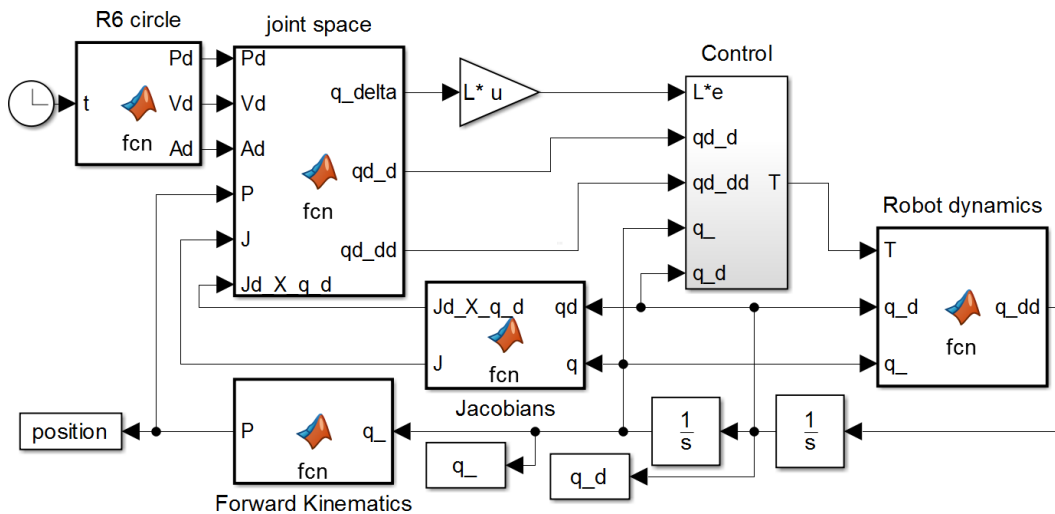 R6 circle
t
Pd
Vd
Ad
fcn
joint space
Pd
Vd
Ad
P
J
Jd_X_q_d
fcn
q_delta
qd_d
qd_dd
L* u
Control
L*e
qd_d
qd_dd
q_
q_d
T
Robot dynamics
T
q_d
q_
fcn
q_dd
Jd_X_q_d
J
qd
q
fcn
Jacobians
position
P
q_
fcn
Forward Kinematics
q_
q_d
1
s
1
s